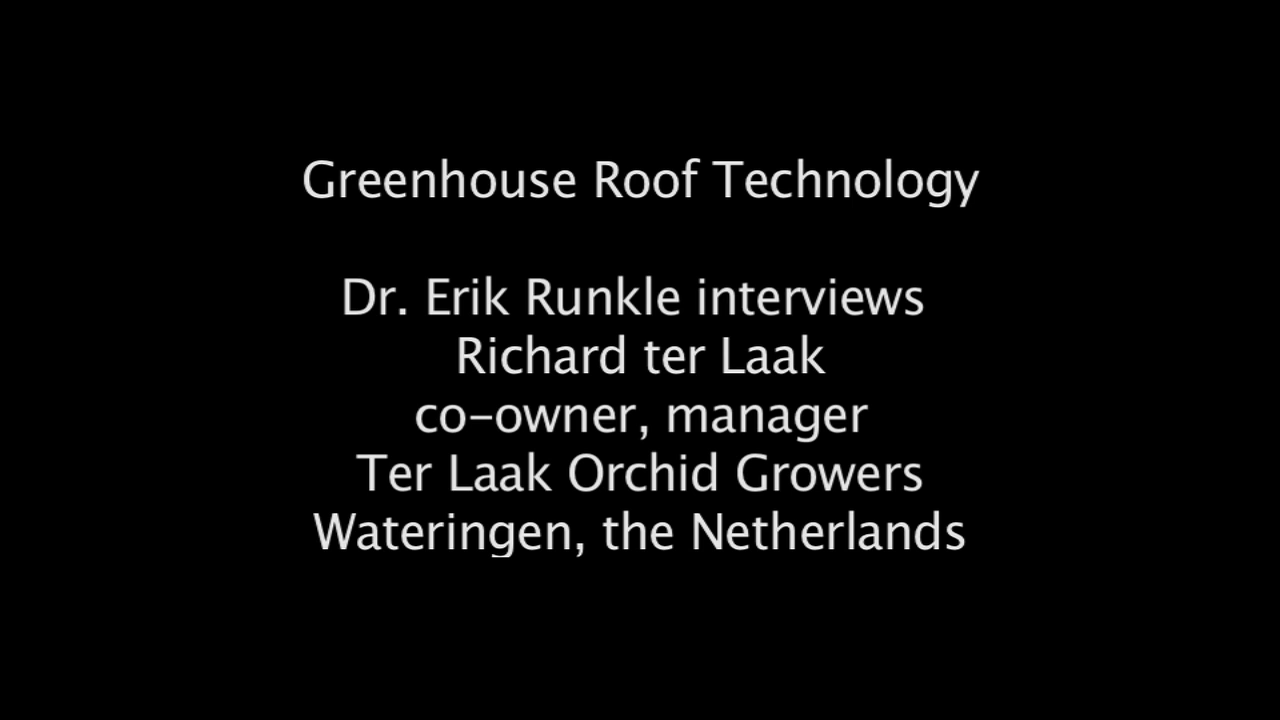 Greenhouse Roof Technology
Dr. Erik Runkle interviews
Richard ter Laak
co-owner, manager
Ter Laak Orchid Growers
Wateringen, the Netherlands